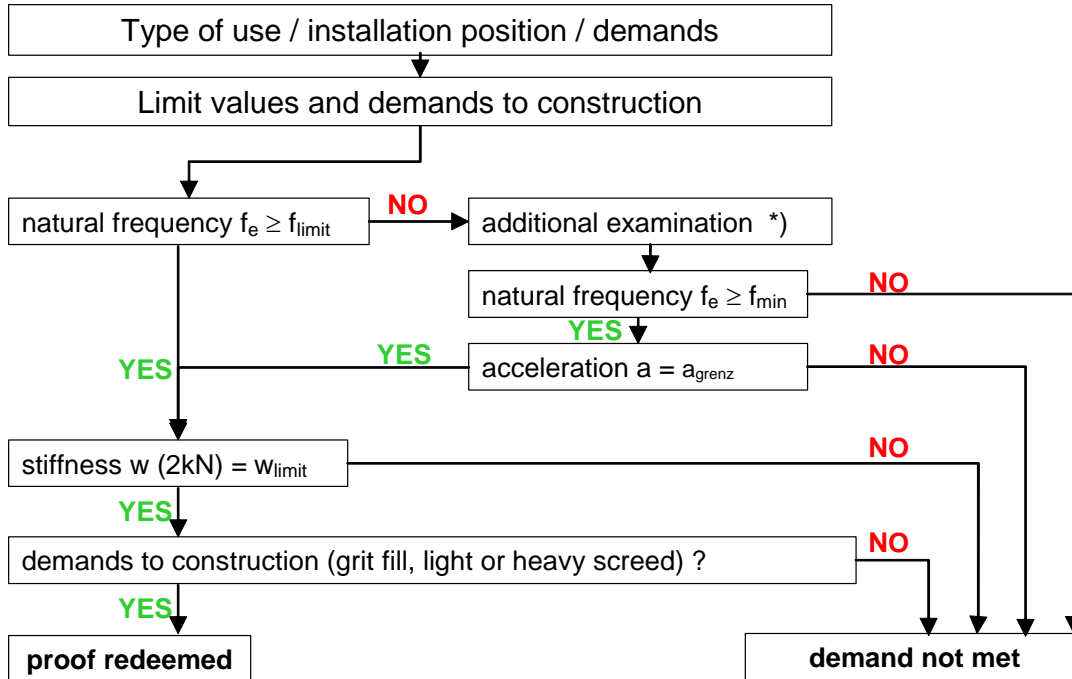 Type of use / installation position / demands
Limit values and demands to construction
natural frequency fe ≥ flimit
NO
additional examination *)
natural frequency fe ≥ fmin
NO
YES
YES
YES
acceleration a = agrenz
NO
stiffness w (2kN) = wlimit
NO
YES
demands to construction (grit fill, light or heavy screed) ?
NO
YES
proof redeemed
demand not met